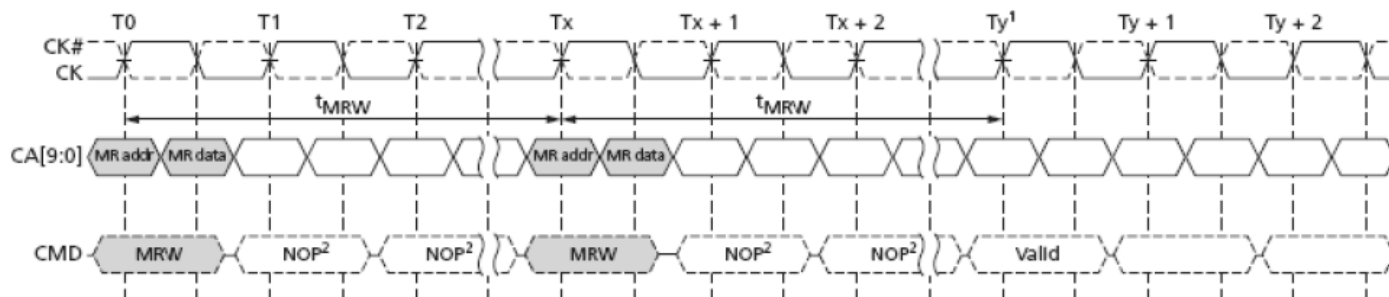 T0 T1 T2 Tx Tx + 1 Tx + 2 Ty¹ Ty + 1 Ty + 2
CK#
CK
tMRW tMRW
CA[9:0] MR addr MR data MR addr MR data
CMD MRW NOP² NOP² MRW NOP² NOP² Valid